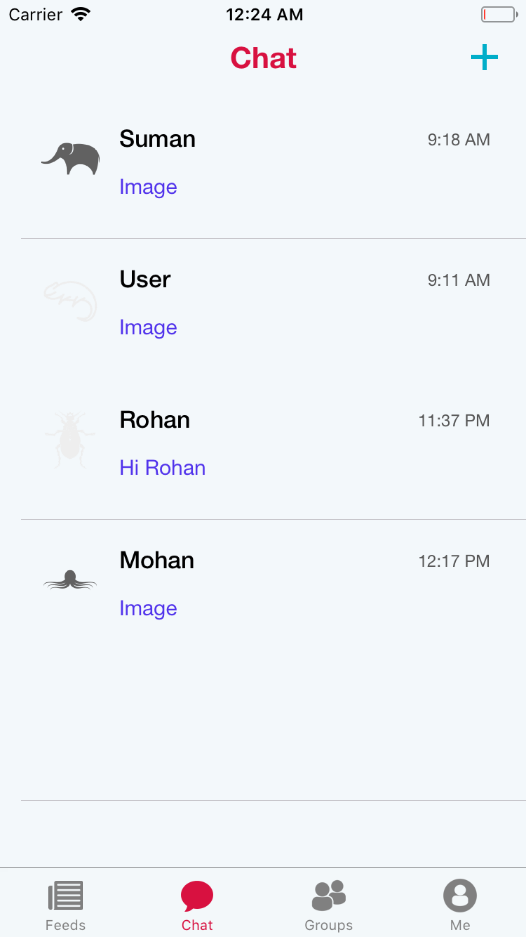 Carrier 12:24 AM
Chat
Suman 9:18 AM
Image
User 9:11 AM
Image
Rohan 11:37 PM
Hi Rohan
Mohan 12:17 PM
Image
Feeds Chat Groups Me